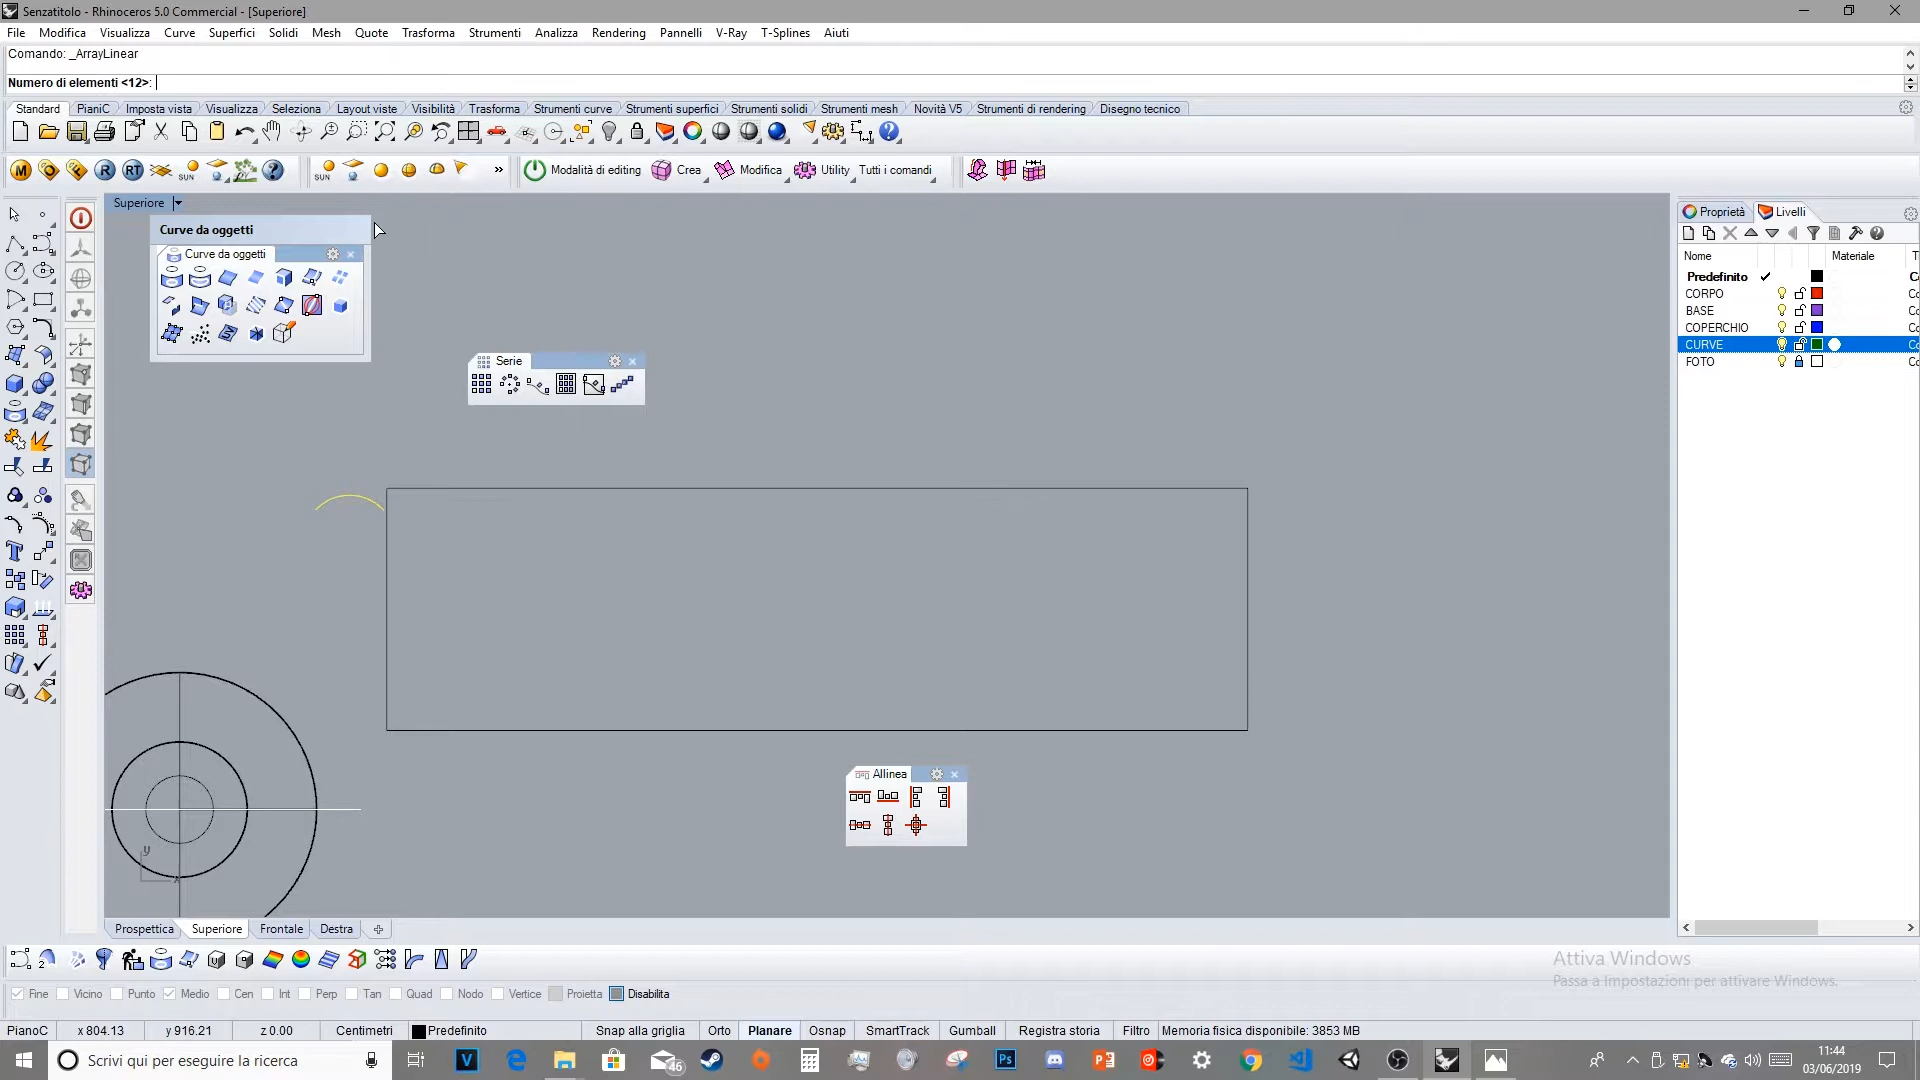 Senzatitolo - Rhinoceros 5.0 Commercial - [Superiore]
File Modifica Visualizza Curve Superfici Solidi Mesh Quote Trasforma Strumenti Analizza Rendering Pannelli V-Ray T-Splines Aiuti
Comando: _ArrayLinear
Numero di elementi <12>:
Standard PianiC Imposta vista Visualizza Seleziona Layout viste Visibilità Trasforma Strumenti curve Strumenti superfici Strumenti solidi Strumenti mesh Novità V5 Strumenti di rendering Disegno tecnico
M R RT SUN SUN » Modalità di editing Crea Modifica Utility Tutti i comandi
Superiore
Proprietà Livelli
Curve da oggetti
Curve da oggetti
Nome Materiale
Predefinito
CORPO
BASE
COPERCHIO
CURVE
FOTO
Serie
Allinea
y
x
Prospettica Superiore Frontale Destra
Attiva Windows
Passa a Impostazioni per attivare Windows.
Fine Vicino Punto Medio Cen Int Perp Tan Quad Nodo Vertice Proietta Disabilita
PianoC x 804.13 y 916.21 z 0.00 Centimetri Predefinito Snap alla griglia Orto Planare Osnap SmartTrack Gumball Registra storia Filtro Memoria fisica disponibile: 3853 MB
Scrivi qui per eseguire la ricerca
46
Ps
11:44
03/06/2019